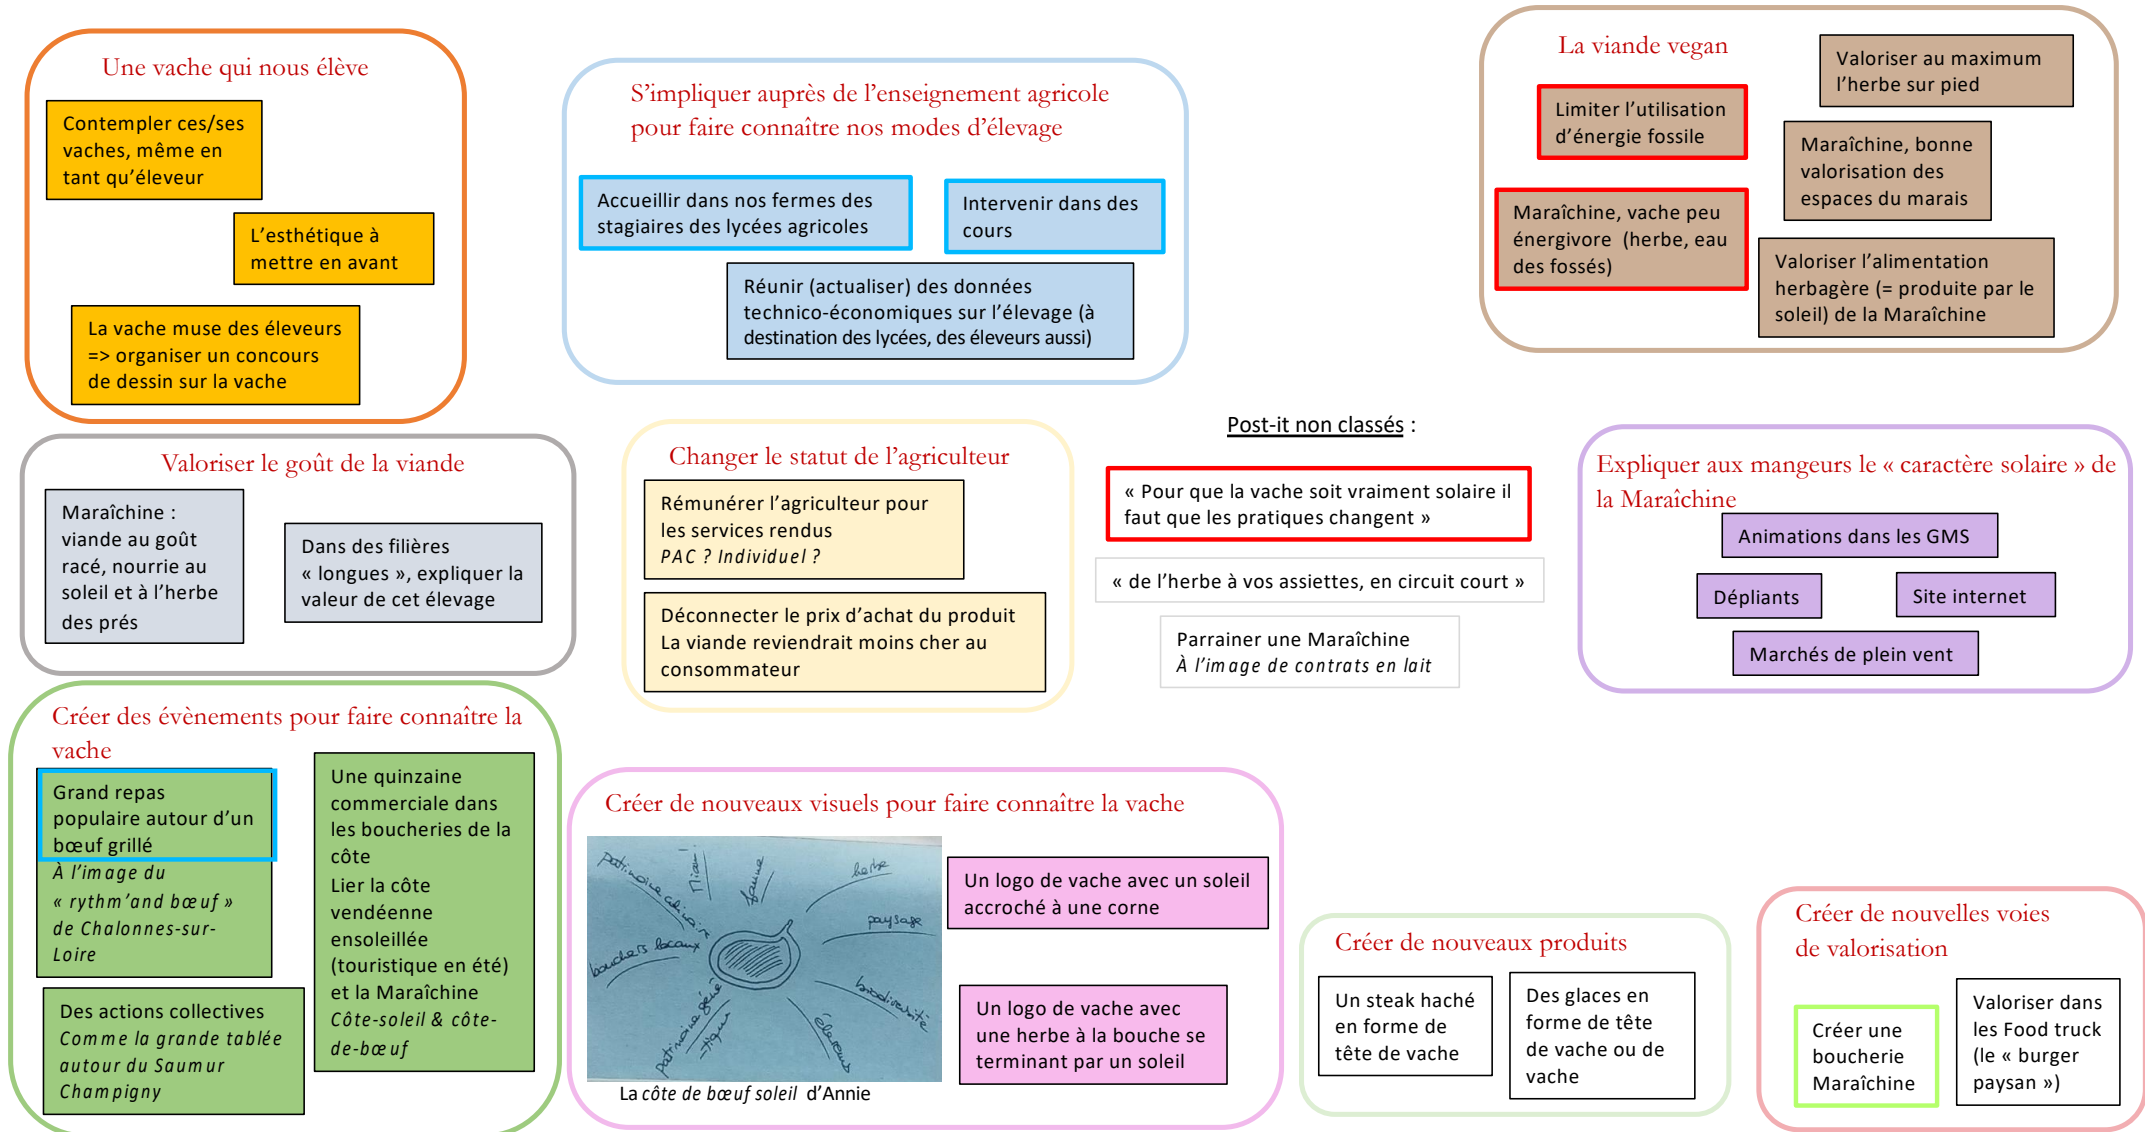 Une vache qui nous élève
Contempler ces/ses
vaches, même en
tant qu’éleveur
L’esthétique à
mettre en avant
La vache muse des éleveurs
=> organiser un concours
de dessin sur la vache
S’impliquer auprès de l’enseignement agricole
pour faire connaître nos modes d’élevage
Accueillir dans nos fermes des
stagiaires des lycées agricoles
Intervenir dans des
cours
Réunir (actualiser) des données
technico-économiques sur l’élevage (à
destination des lycées, des éleveurs aussi)
La viande vegan
Valoriser au maximum
l’herbe sur pied
Limiter l’utilisation
d’énergie fossile
Maraîchine, bonne
valorisation des
espaces du marais
Maraîchine, vache peu
énergivore (herbe, eau
des fossés)
Valoriser l’alimentation
herbagère (= produite par le
soleil) de la Maraîchine
Valoriser le goût de la viande
Maraîchine :
viande au goût
racé, nourrie au
soleil et à l’herbe
des prés
Dans des filières
« longues », expliquer la
valeur de cet élevage
Changer le statut de l’agriculteur
Rémunérer l’agriculteur pour
les services rendus
PAC ? Individuel ?
Déconnecter le prix d’achat du produit
La viande reviendrait moins cher au
consommateur
Post-it non classés :
« Pour que la vache soit vraiment solaire il
faut que les pratiques changent »
« de l’herbe à vos assiettes, en circuit court »
Parrainer une Maraîchine
À l’image de contrats en lait
Expliquer aux mangeurs le « caractère solaire » de
la Maraîchine
Animations dans les GMS
Dépliants
Site internet
Marchés de plein vent
Créer des évènements pour faire connaître la
vache
Grand repas
populaire autour d’un
bœuf grillé
À l’image du
« rythm’and bœuf »
de Chalonnes-sur-
Loire
Des actions collectives
Comme la grande tablée
autour du Saumur
Champigny
Une quinzaine
commerciale dans
les boucheries de la
côte
Lier la côte
vendéenne
ensoleillée
(touristique en été)
et la Maraîchine
Côte-soleil & côte-
de-bœuf
Créer de nouveaux visuels pour faire connaître la vache
patrimoine culinaire
Miam!
faune
herbe
paysage
biodiversité
éleveurs
patrimoine géné
-tique
bouchers locaux
La côte de bœuf soleil d’Annie
Un logo de vache avec un soleil
accroché à une corne
Un logo de vache avec
une herbe à la bouche se
terminant par un soleil
Créer de nouveaux produits
Un steak haché
en forme de
tête de vache
Des glaces en
forme de tête
de vache ou de
vache
Créer de nouvelles voies
de valorisation
Créer une
boucherie
Maraîchine
Valoriser dans
les Food truck
(le « burger
paysan »)